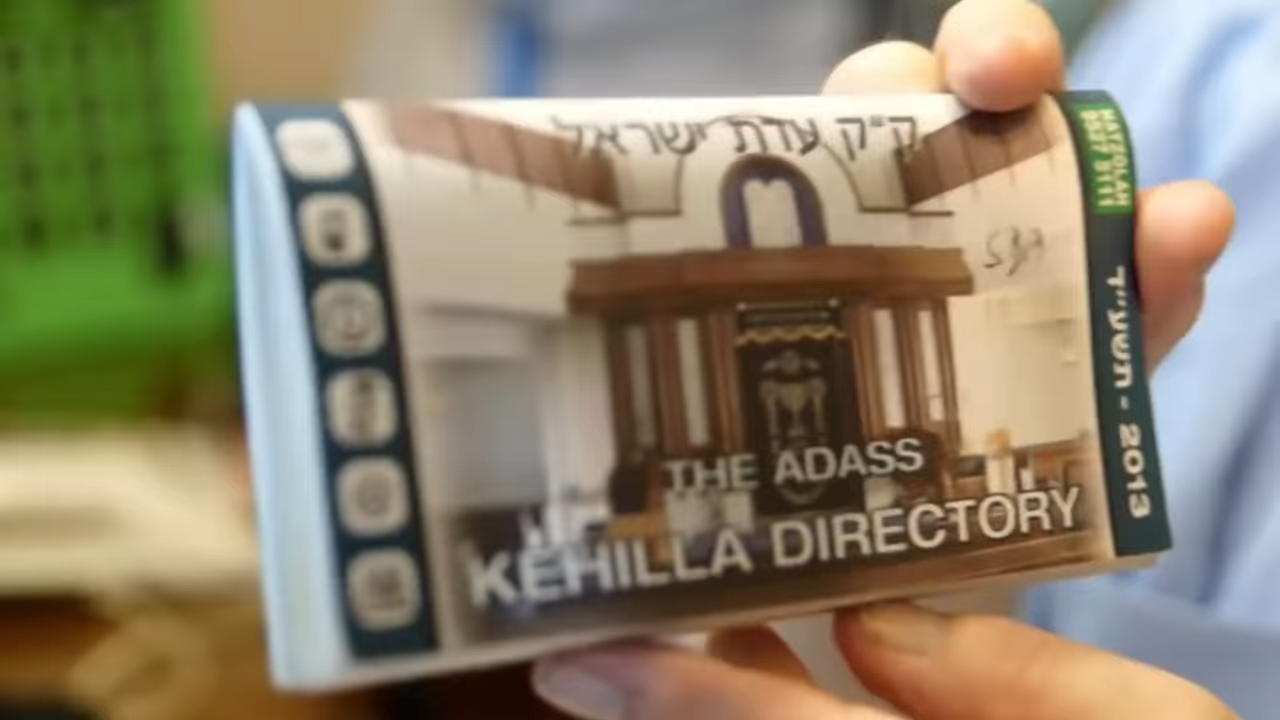 ק"ק עדת ישראל
THE ADASS
KEHILLA DIRECTORY
HATZOLAH
תשע"ד - 2013